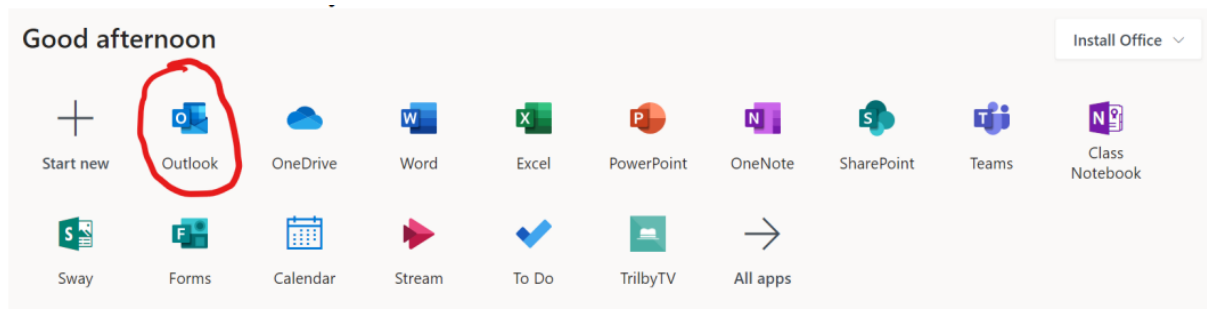 Good afternoon
Install Office
Start new
Outlook
OneDrive
Word
Excel
PowerPoint
OneNote
SharePoint
Teams
Class
Notebook
Sway
Forms
Calendar
Stream
To Do
TrilbyTV
All apps